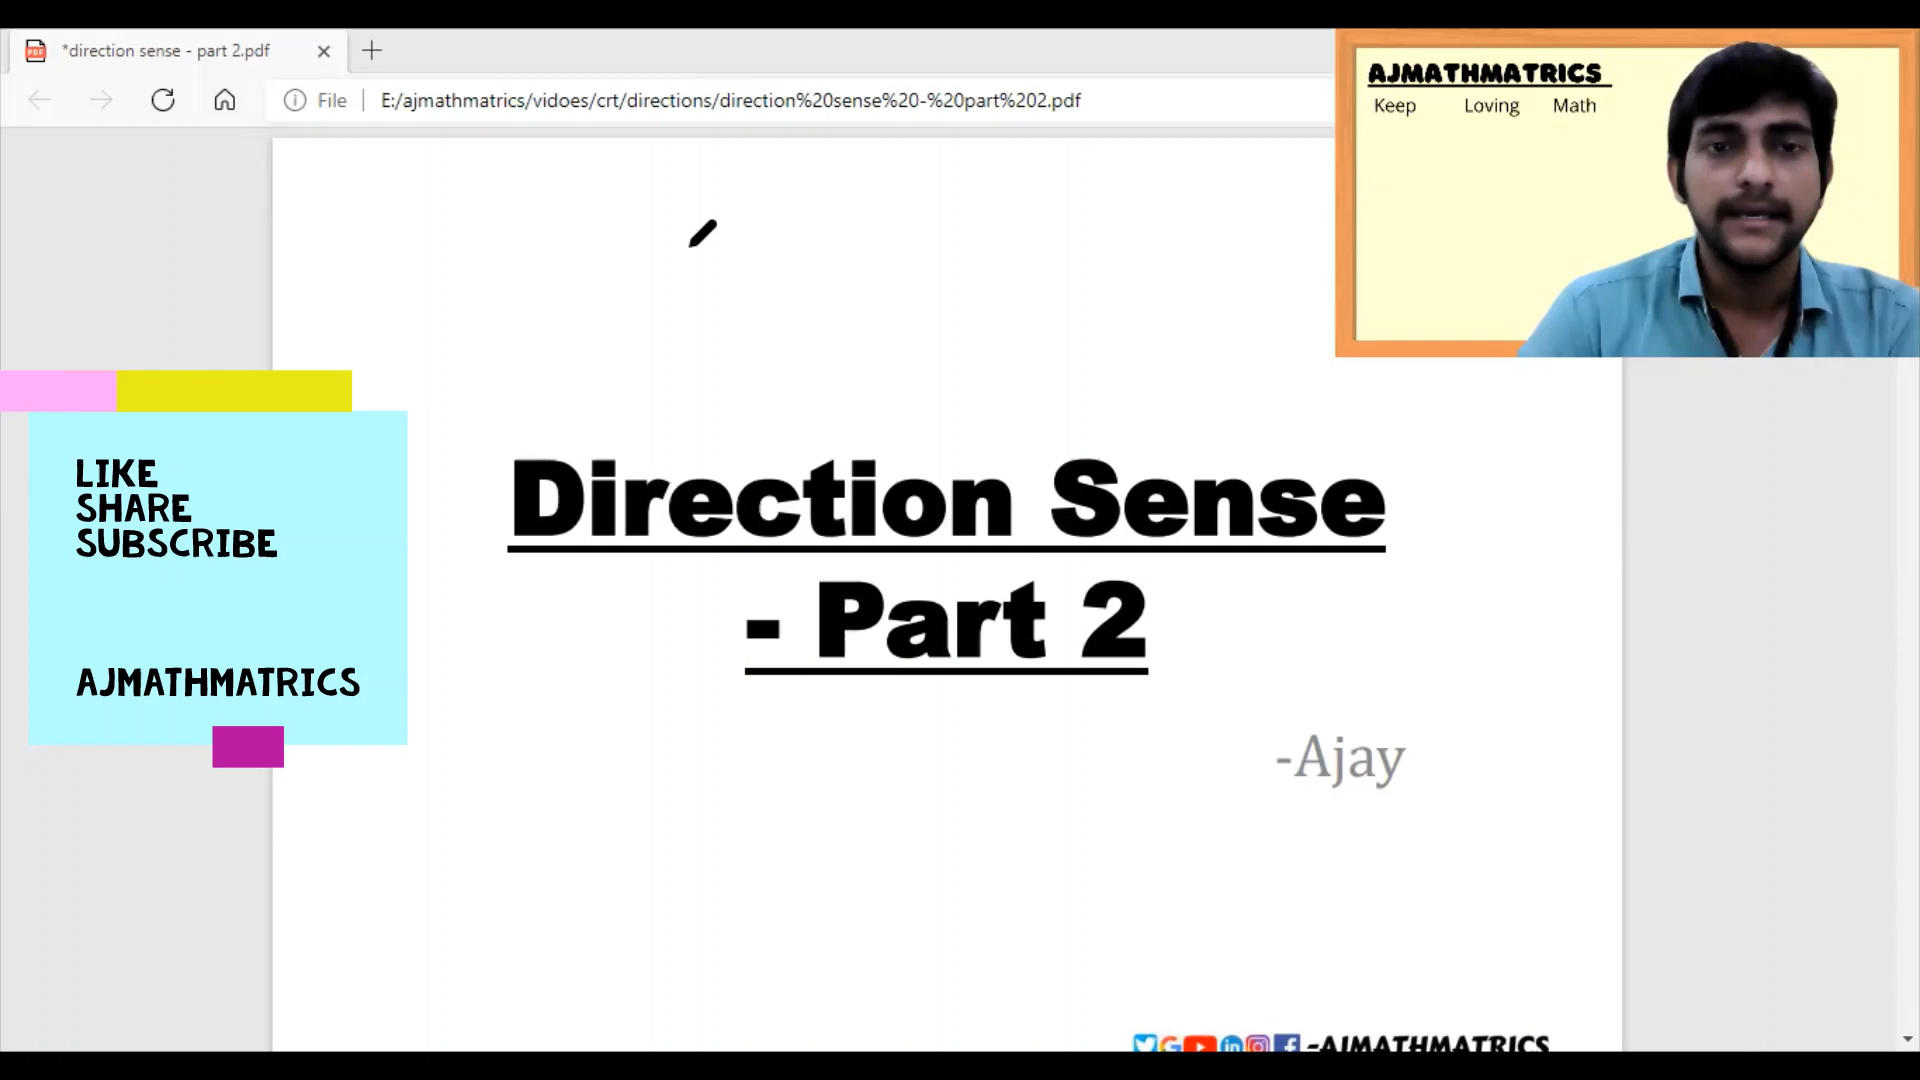 *direction sense - part 2.pdf
File
E:/ajmathmatrics/vidoes/crt/directions/direction%20sense%20-%20part%202.pdf
AJMATHMATRICS
Keep Loving Math
LIKE
SHARE
SUBSCRIBE
AJMATHMATRICS
Direction Sense
- Part 2
-Ajay
-AJMATHMATRICS